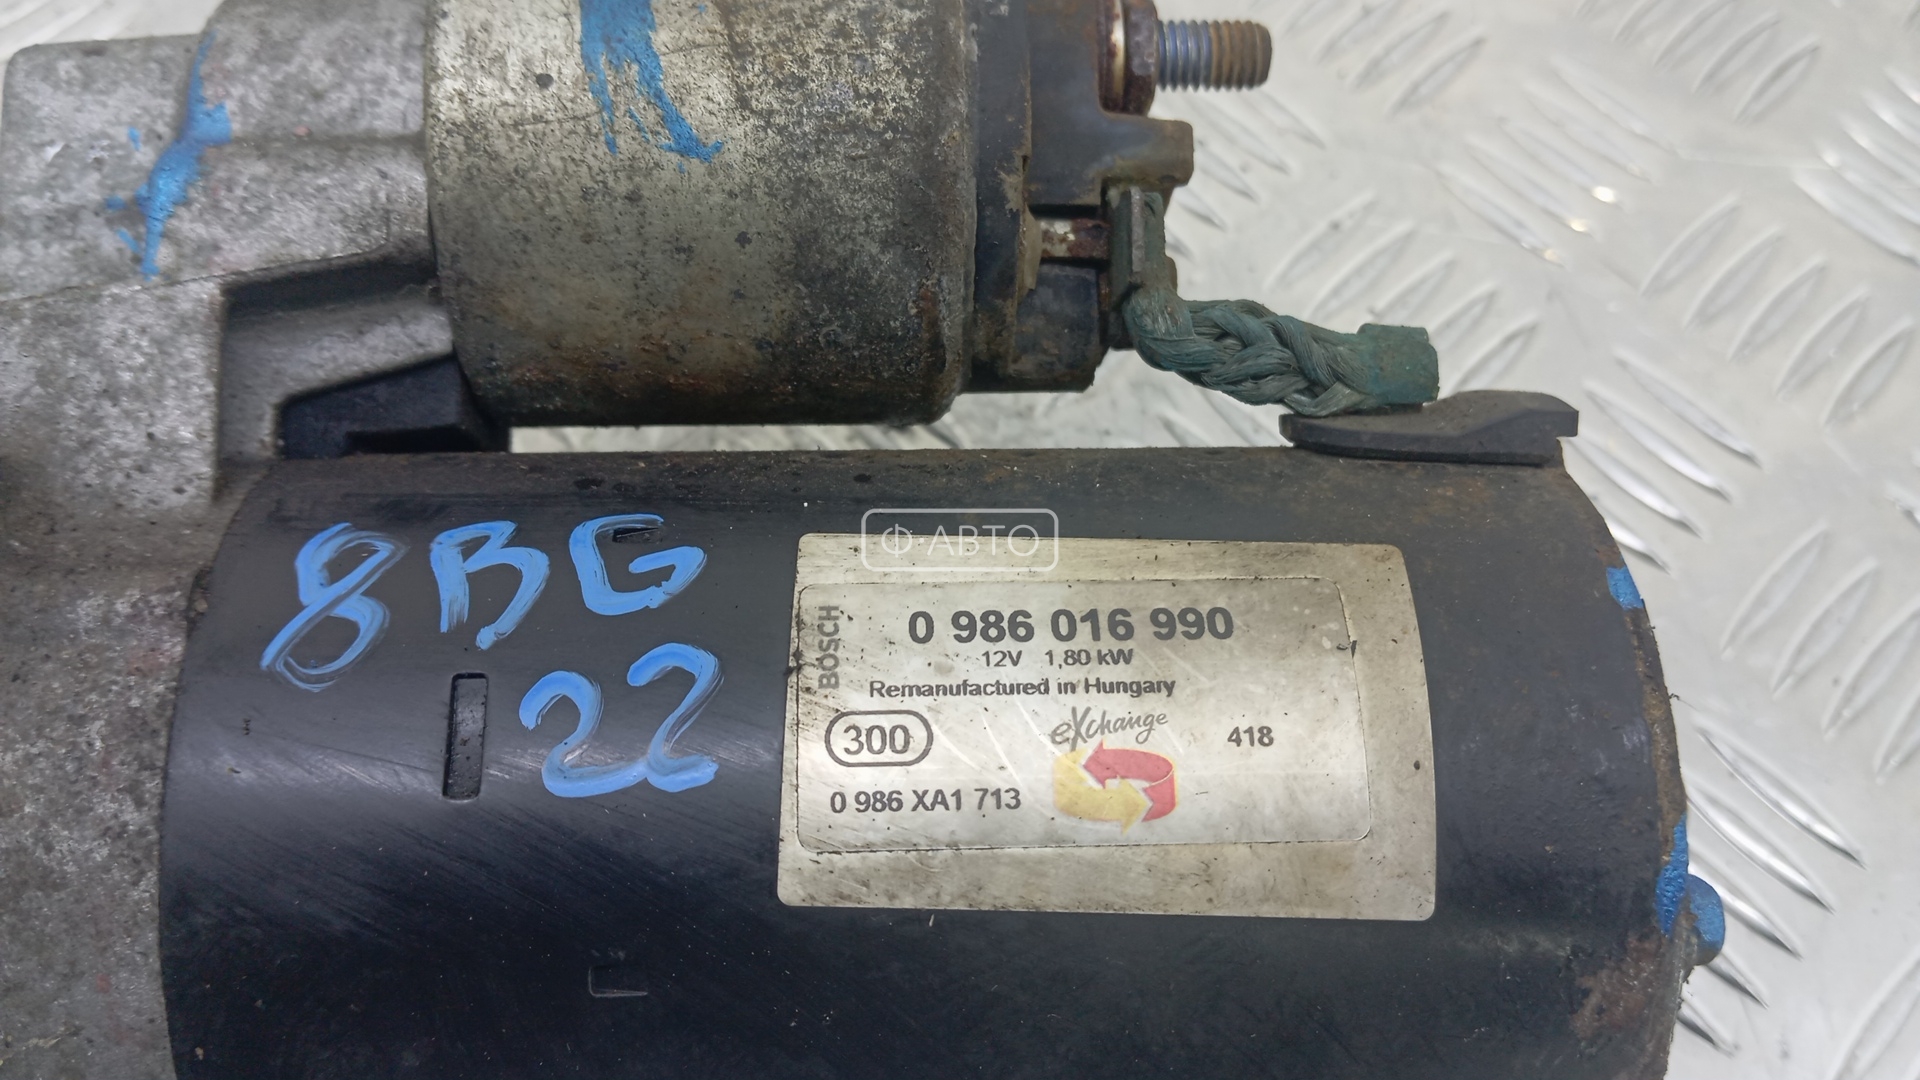 8BG
22
Ф·АВТО
BOSCH
0 986 016 990
12V 1,80 kW
Remanufactured in Hungary
300
eXchange
418
0 986 XA1 713